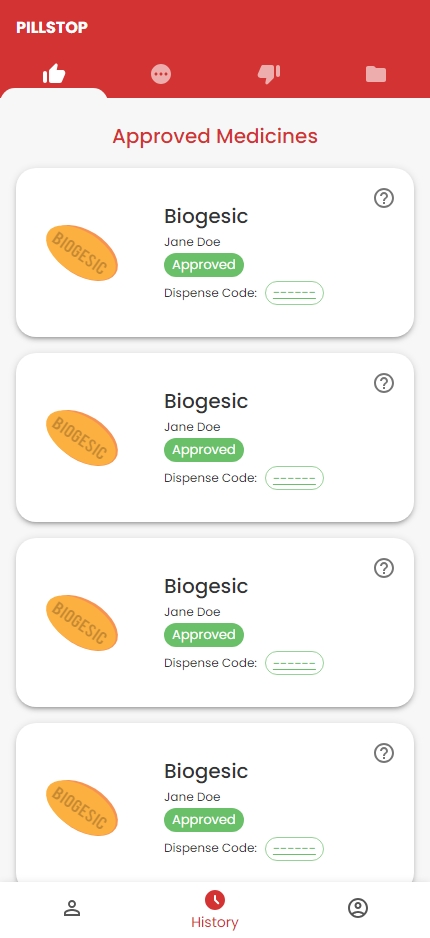 PILLSTOP
Approved Medicines
BIOGESIC
Biogesic
Jane Doe
Approved
Dispense Code: ------
BIOGESIC
Biogesic
Jane Doe
Approved
Dispense Code: ------
BIOGESIC
Biogesic
Jane Doe
Approved
Dispense Code: ------
BIOGESIC
Biogesic
Jane Doe
Approved
Dispense Code: ------
History